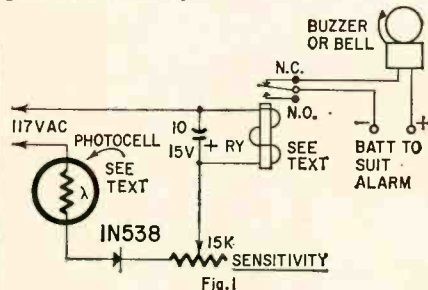 BUZZER
OR BELL
N.C.
N.O.
117VAC
PHOTOCELL
SEE
TEXT
λ
10
15V
+
RY
SEE
TEXT
−
+
BATT TO
SUIT
ALARM
1N538
15K
SENSITIVITY
Fig.1